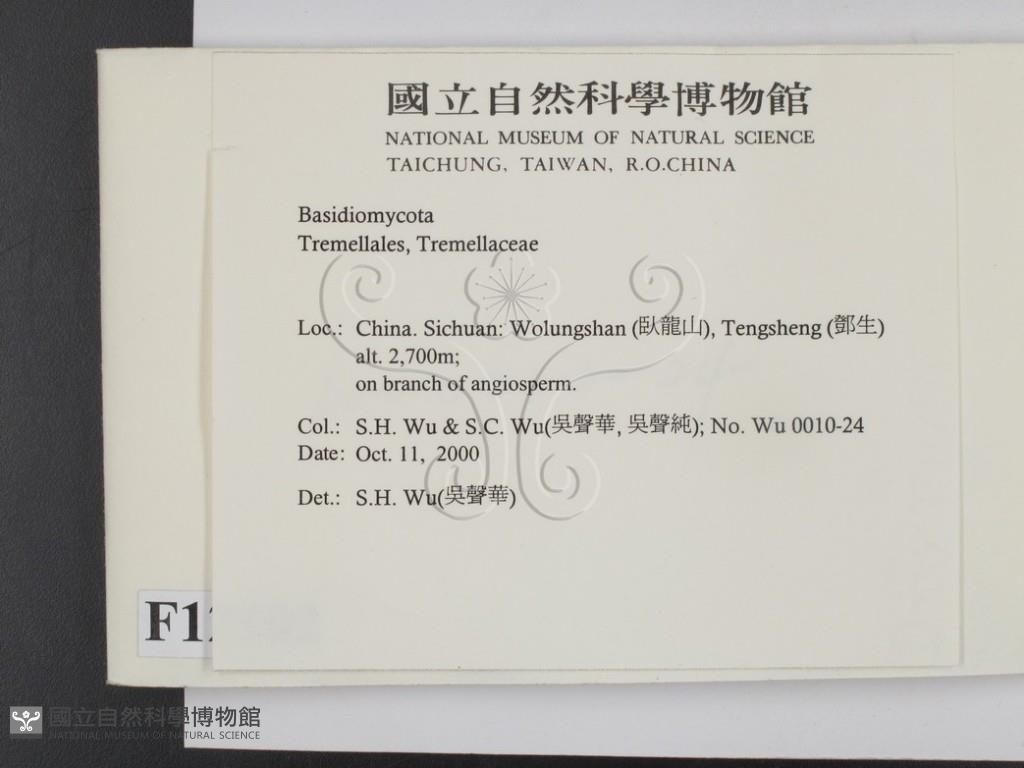 國立自然科學博物館
NATIONAL MUSEUM OF NATURAL SCIENCE
TAICHUNG, TAIWAN, R.O.CHINA
Basidiomycota
Tremellales, Tremellaceae
Loc.: China. Sichuan: Wolungshan (臥龍山), Tengsheng (鄧生)
alt. 2,700m;
on branch of angiosperm.
Col.: S.H. Wu & S.C. Wu(吳聲華, 吳聲純); No. Wu 0010-24
Date: Oct. 11, 2000
Det.: S.H. Wu(吳聲華)
國立自然科學博物館
NATIONAL MUSEUM OF NATURAL SCIENCE